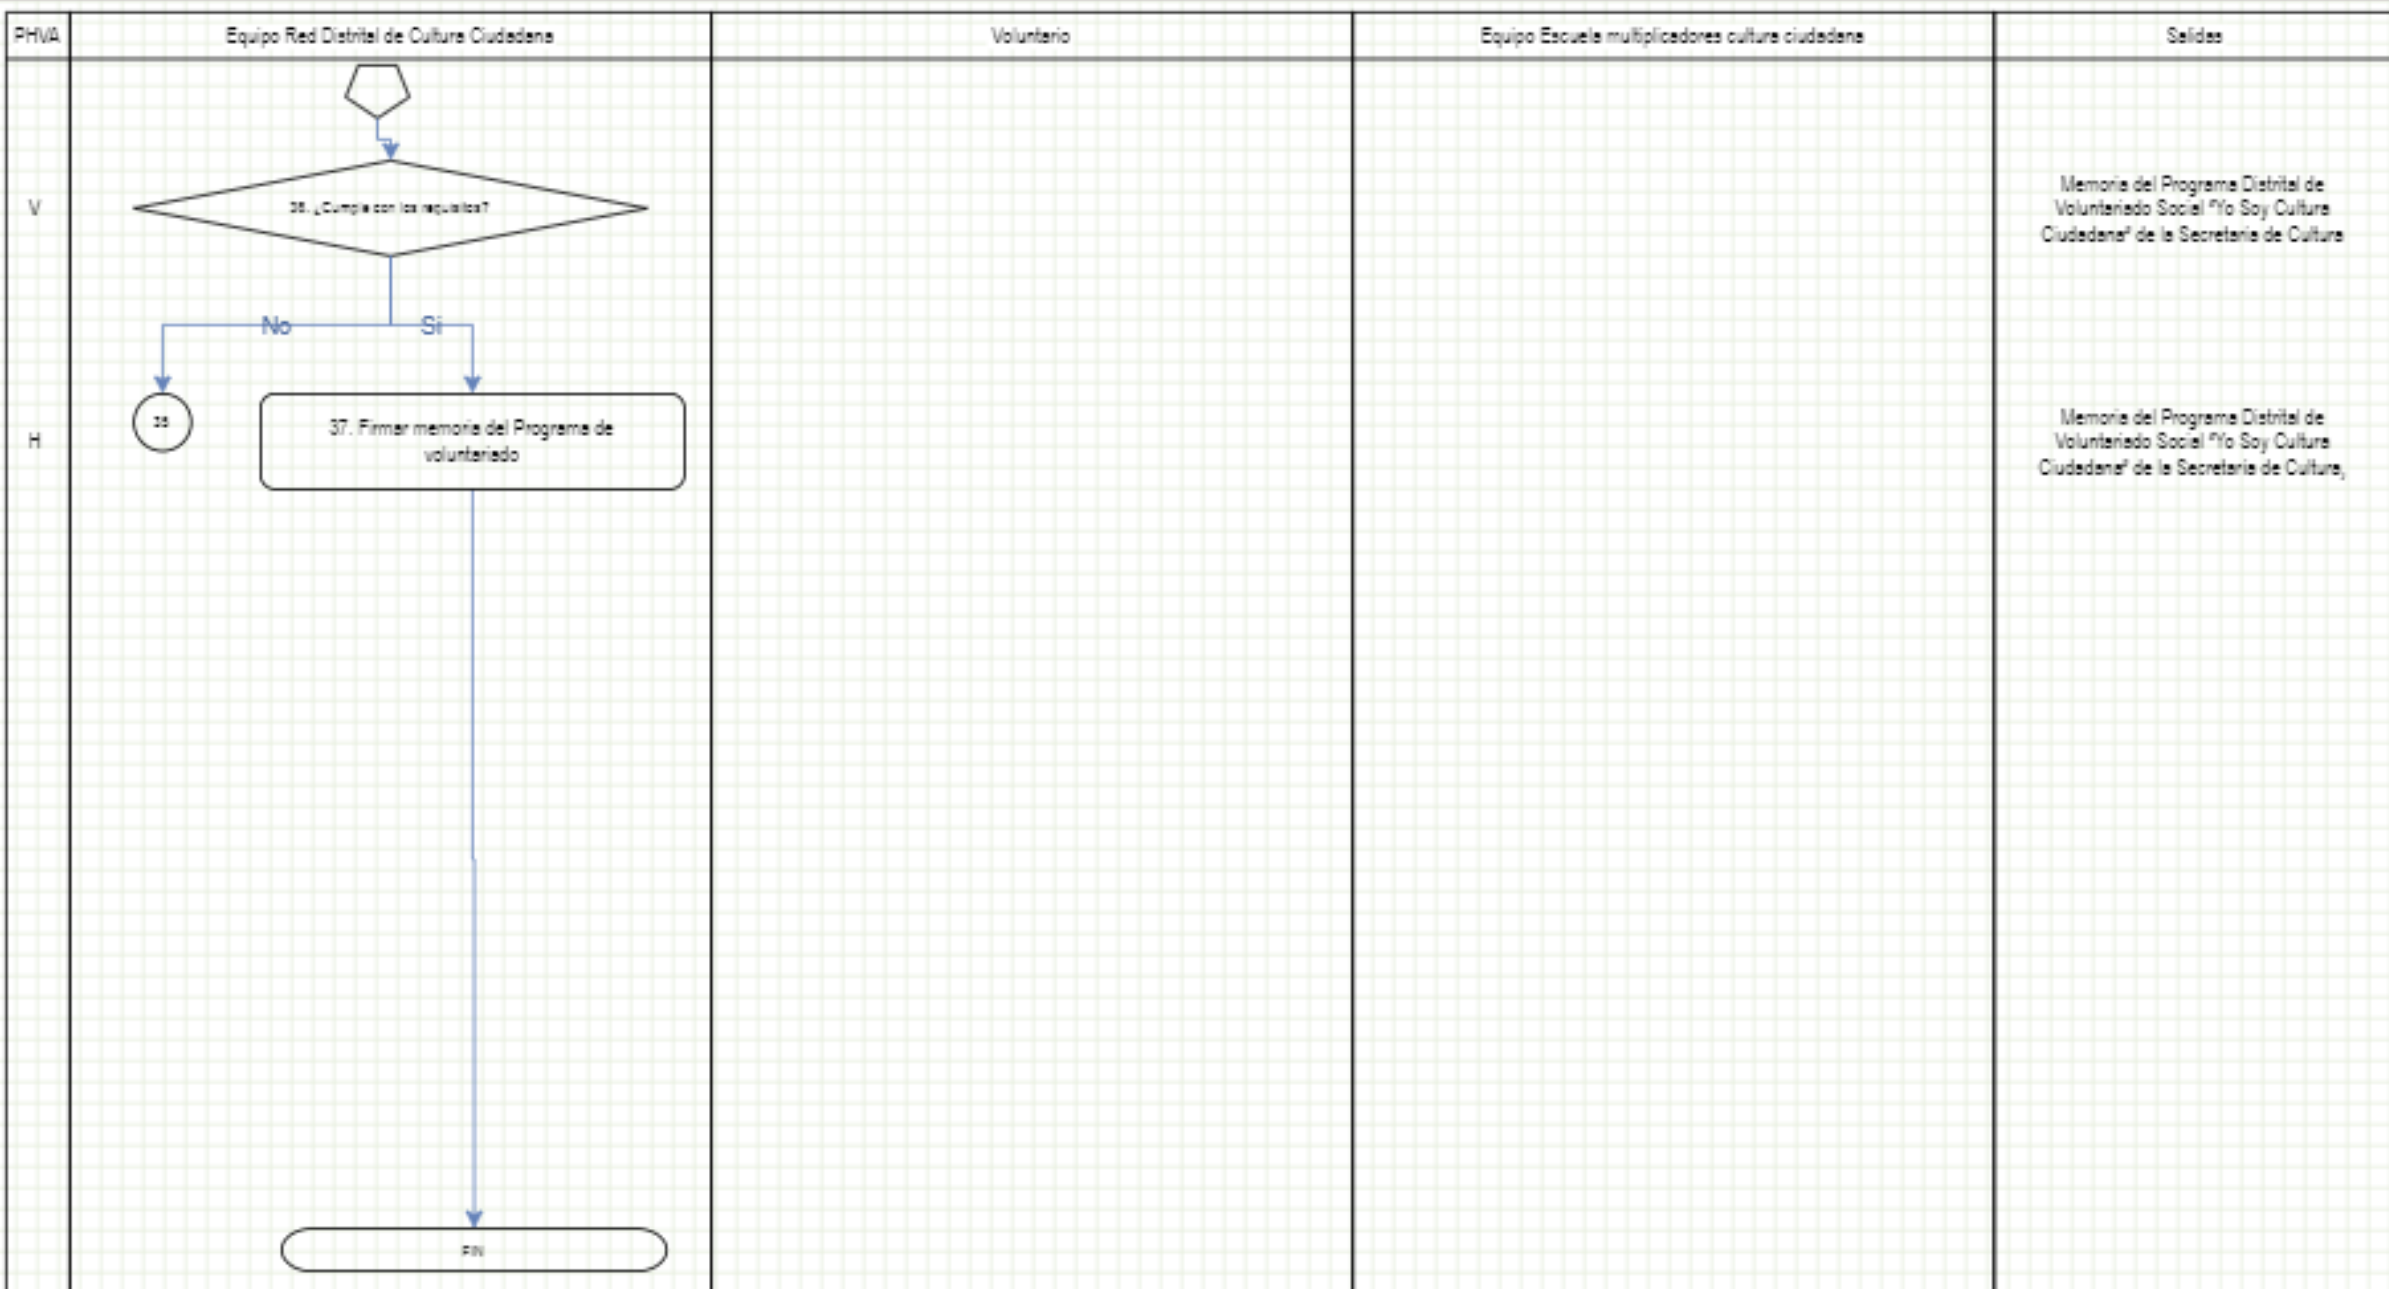 PHVA
Equipo Red Distrital de Cultura Ciudadana
Voluntario
Equipo Escuela multiplicadores cultura ciudadana
Salidas
V
36. ¿Cumple con los requisitos?
Memoria del Programa Distrital de
Voluntariado Social "Yo Soy Cultura
Ciudadana" de la Secretaria de Cultura
No
Si
H
37. Firmar memoria del Programa de
voluntariado
Memoria del Programa Distrital de
Voluntariado Social "Yo Soy Cultura
Ciudadana" de la Secretaria de Cultura,
FIN